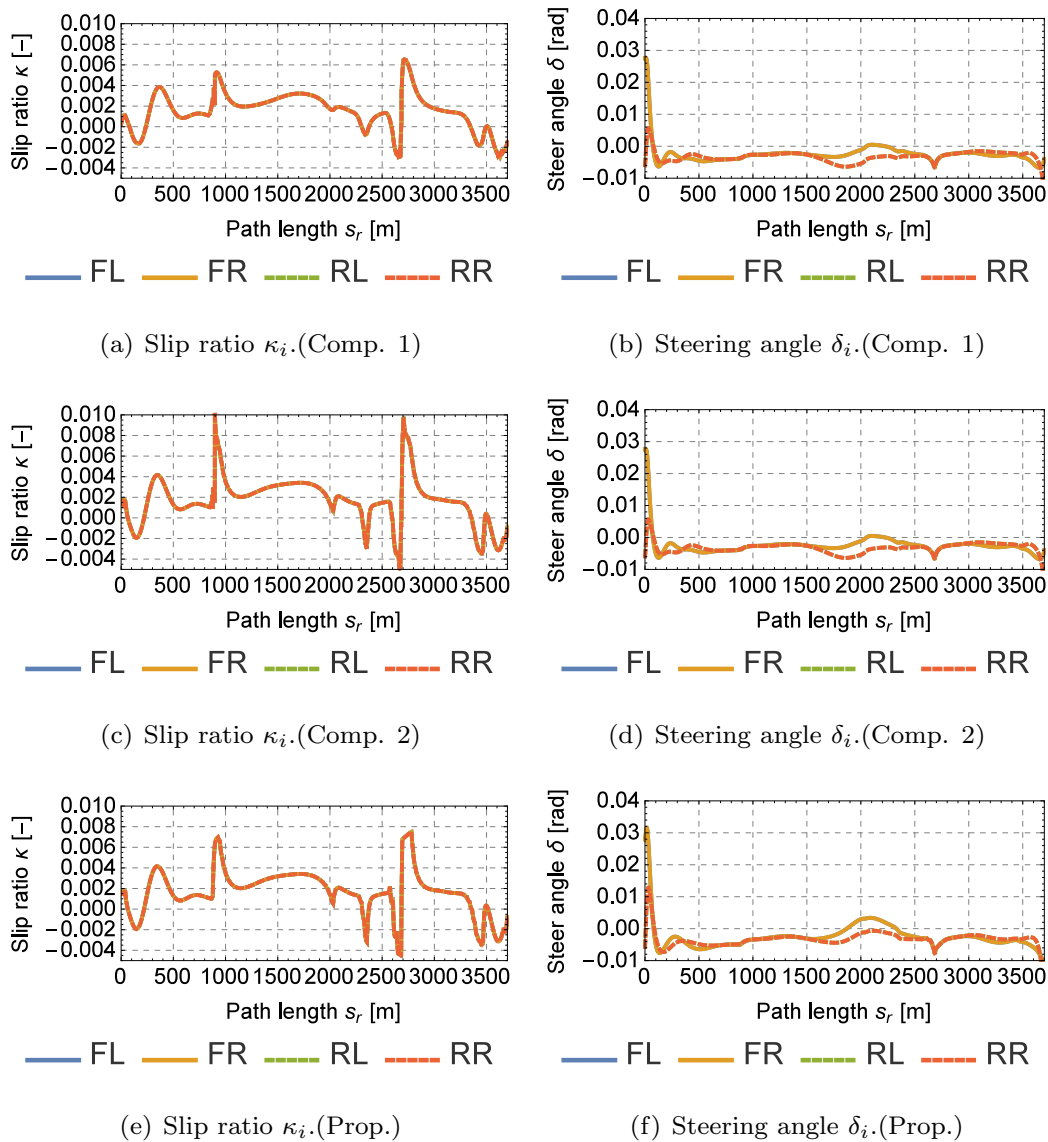 0.010
0.008
0.006
0.004
0.002
0.000
−0.002
−0.004
Slip ratio κ [−]
0 500 1000 1500 2000 2500 3000 3500
Path length s_r [m]
FL FR RL RR
(a) Slip ratio κ_i.(Comp. 1)
0.04
0.03
0.02
0.01
0.00
−0.01
Steer angle δ [rad]
0 500 1000 1500 2000 2500 3000 3500
Path length s_r [m]
FL FR RL RR
(b) Steering angle δ_i.(Comp. 1)
0.010
0.008
0.006
0.004
0.002
0.000
−0.002
−0.004
Slip ratio κ [−]
0 500 1000 1500 2000 2500 3000 3500
Path length s_r [m]
FL FR RL RR
(c) Slip ratio κ_i.(Comp. 2)
0.04
0.03
0.02
0.01
0.00
−0.01
Steer angle δ [rad]
0 500 1000 1500 2000 2500 3000 3500
Path length s_r [m]
FL FR RL RR
(d) Steering angle δ_i.(Comp. 2)
0.010
0.008
0.006
0.004
0.002
0.000
−0.002
−0.004
Slip ratio κ [−]
0 500 1000 1500 2000 2500 3000 3500
Path length s_r [m]
FL FR RL RR
(e) Slip ratio κ_i.(Prop.)
0.04
0.03
0.02
0.01
0.00
−0.01
Steer angle δ [rad]
0 500 1000 1500 2000 2500 3000 3500
Path length s_r [m]
FL FR RL RR
(f) Steering angle δ_i.(Prop.)